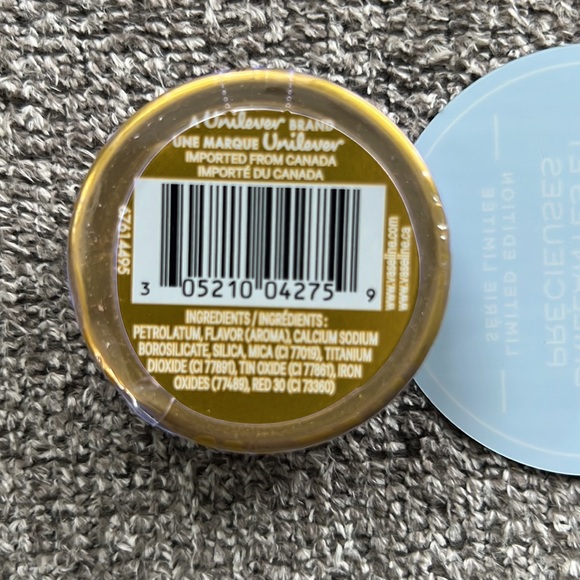 A Unilever BRAND
UNE MARQUE Unilever
IMPORTED FROM CANADA
IMPORTÉ DU CANADA
67614495
3 05210 04275 9
www.vaseline.com
www.vaseline.ca
INGREDIENTS / INGRÉDIENTS :
PETROLATUM, FLAVOR (AROMA), CALCIUM SODIUM
BOROSILICATE, SILICA, MICA (CI 77019), TITANIUM
DIOXIDE (CI 77891), TIN OXIDE (CI 77861), IRON
OXIDES (77489), RED 30 (CI 73360)
SÉRIE LIMITÉE
LIMITED EDITION
PRECIEUSES